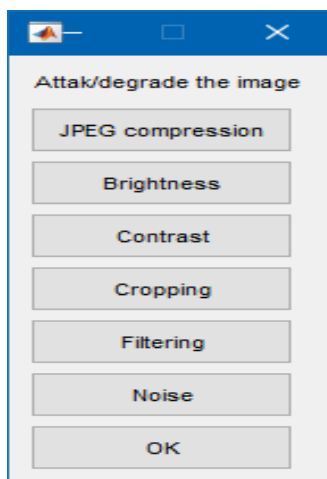 Attak/degrade the image
JPEG compression
Brightness
Contrast
Cropping
Filtering
Noise
OK